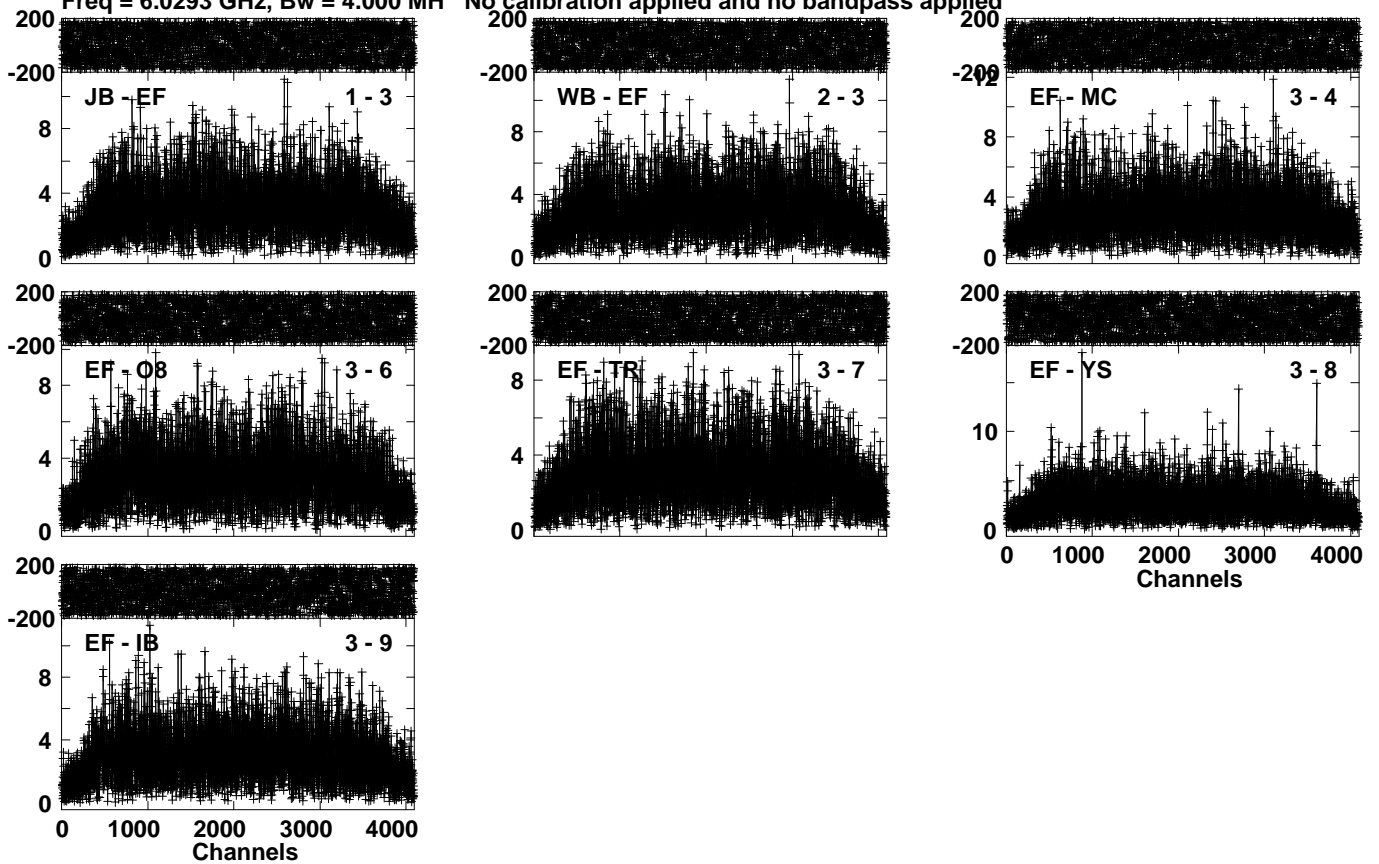 Freq = 6.0293 GHz, Bw = 4.000 MH No calibration applied and no bandpass applied
200
-200
JB - EF 1 - 3
8
4
0
200
-200
WB - EF 2 - 3
8
4
0
200
-200
12
EF - MC 3 - 4
8
4
0
200
-200
EF - O8 3 - 6
8
4
0
200
-200
EF - TR 3 - 7
8
4
0
200
-200
EF - YS 3 - 8
10
0
0 1000 2000 3000 4000
Channels
200
-200
EF - IB 3 - 9
8
4
0
0 1000 2000 3000 4000
Channels